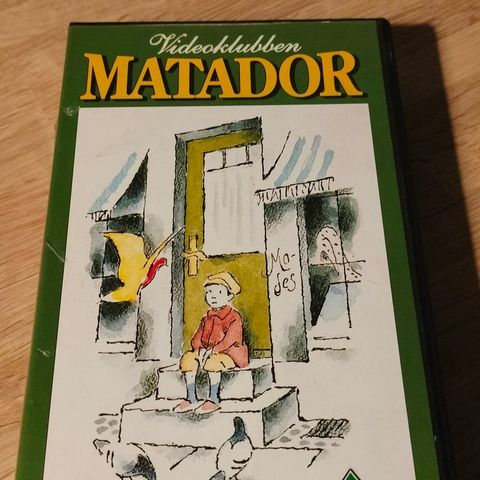 Videoklubben
MATADOR
Mo-
des